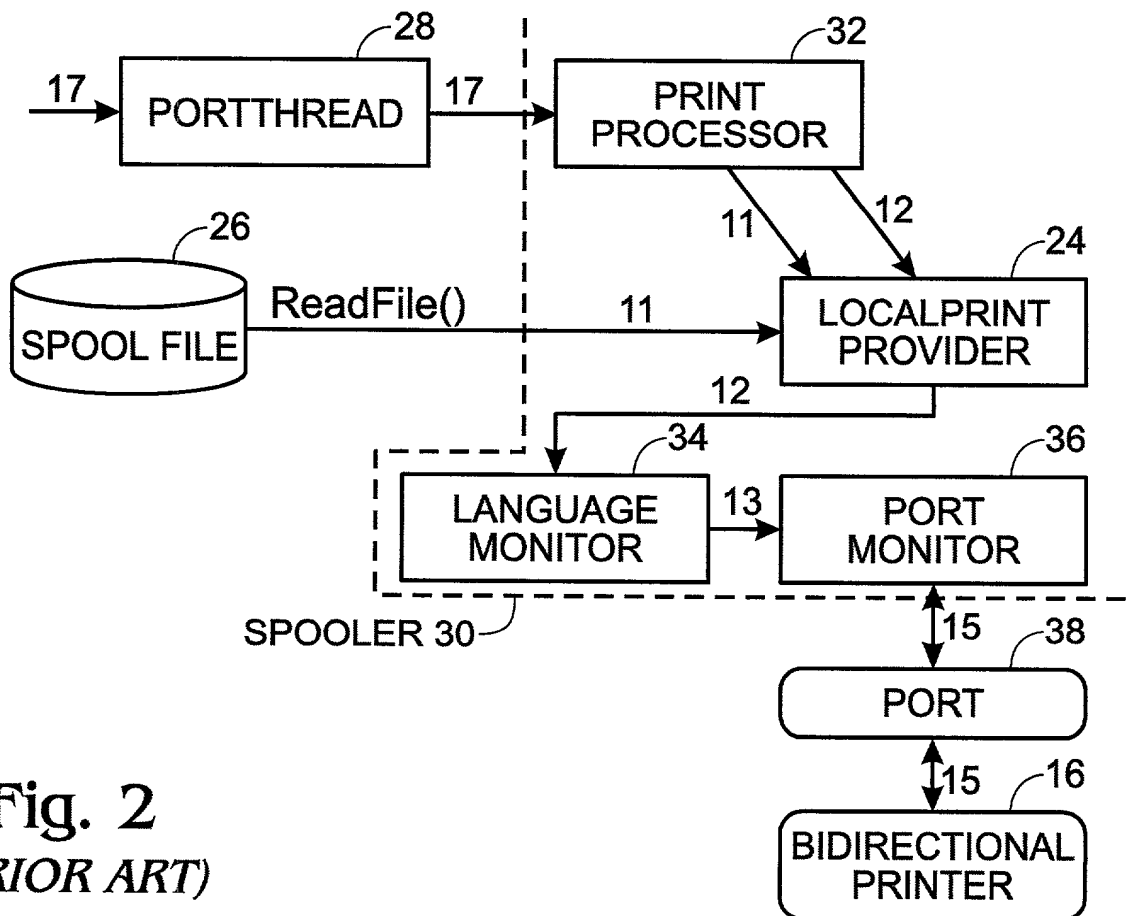 28
32
17
PORTTHREAD
17
PRINT
PROCESSOR
11
12
26
24
SPOOL FILE
ReadFile()
11
LOCALPRINT
PROVIDER
12
34
36
LANGUAGE
MONITOR
13
PORT
MONITOR
SPOOLER 30
15
38
PORT
15
16
BIDIRECTIONAL
PRINTER
Fig. 2
RIOR ART)